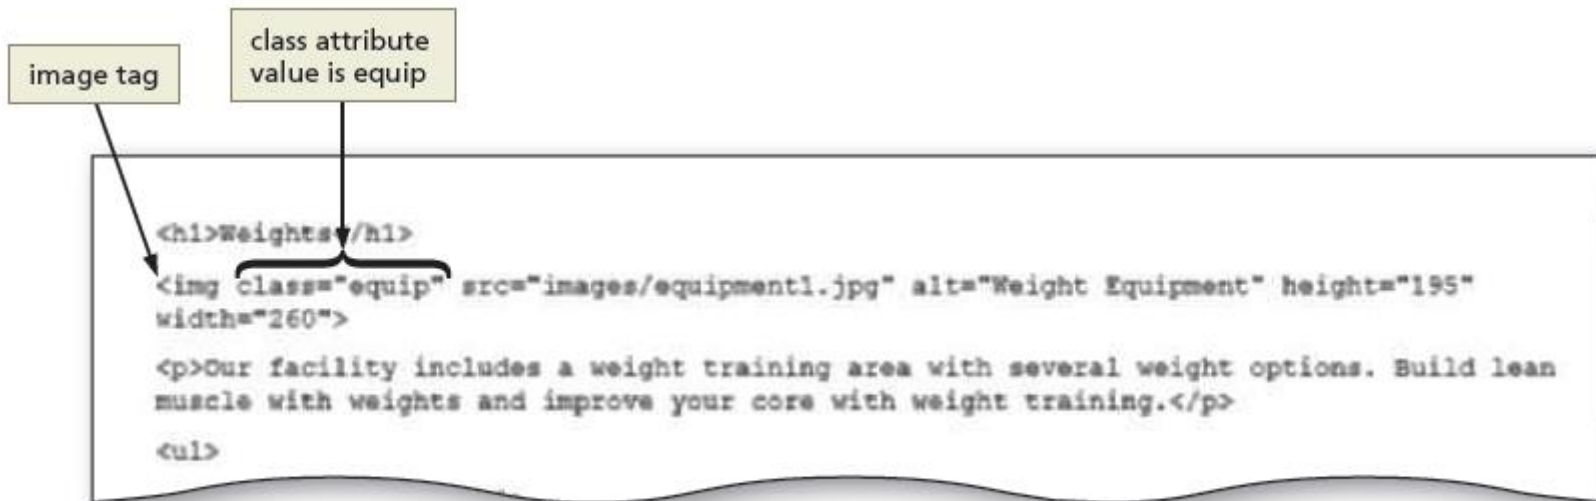 image tag
class attribute
value is equip
<h1>Weights</h1>
<img class="equip" src="images/equipment1.jpg" alt="Weight Equipment" height="195"
width="260">
<p>Our facility includes a weight training area with several weight options. Build lean
muscle with weights and improve your core with weight training.</p>
<ul>